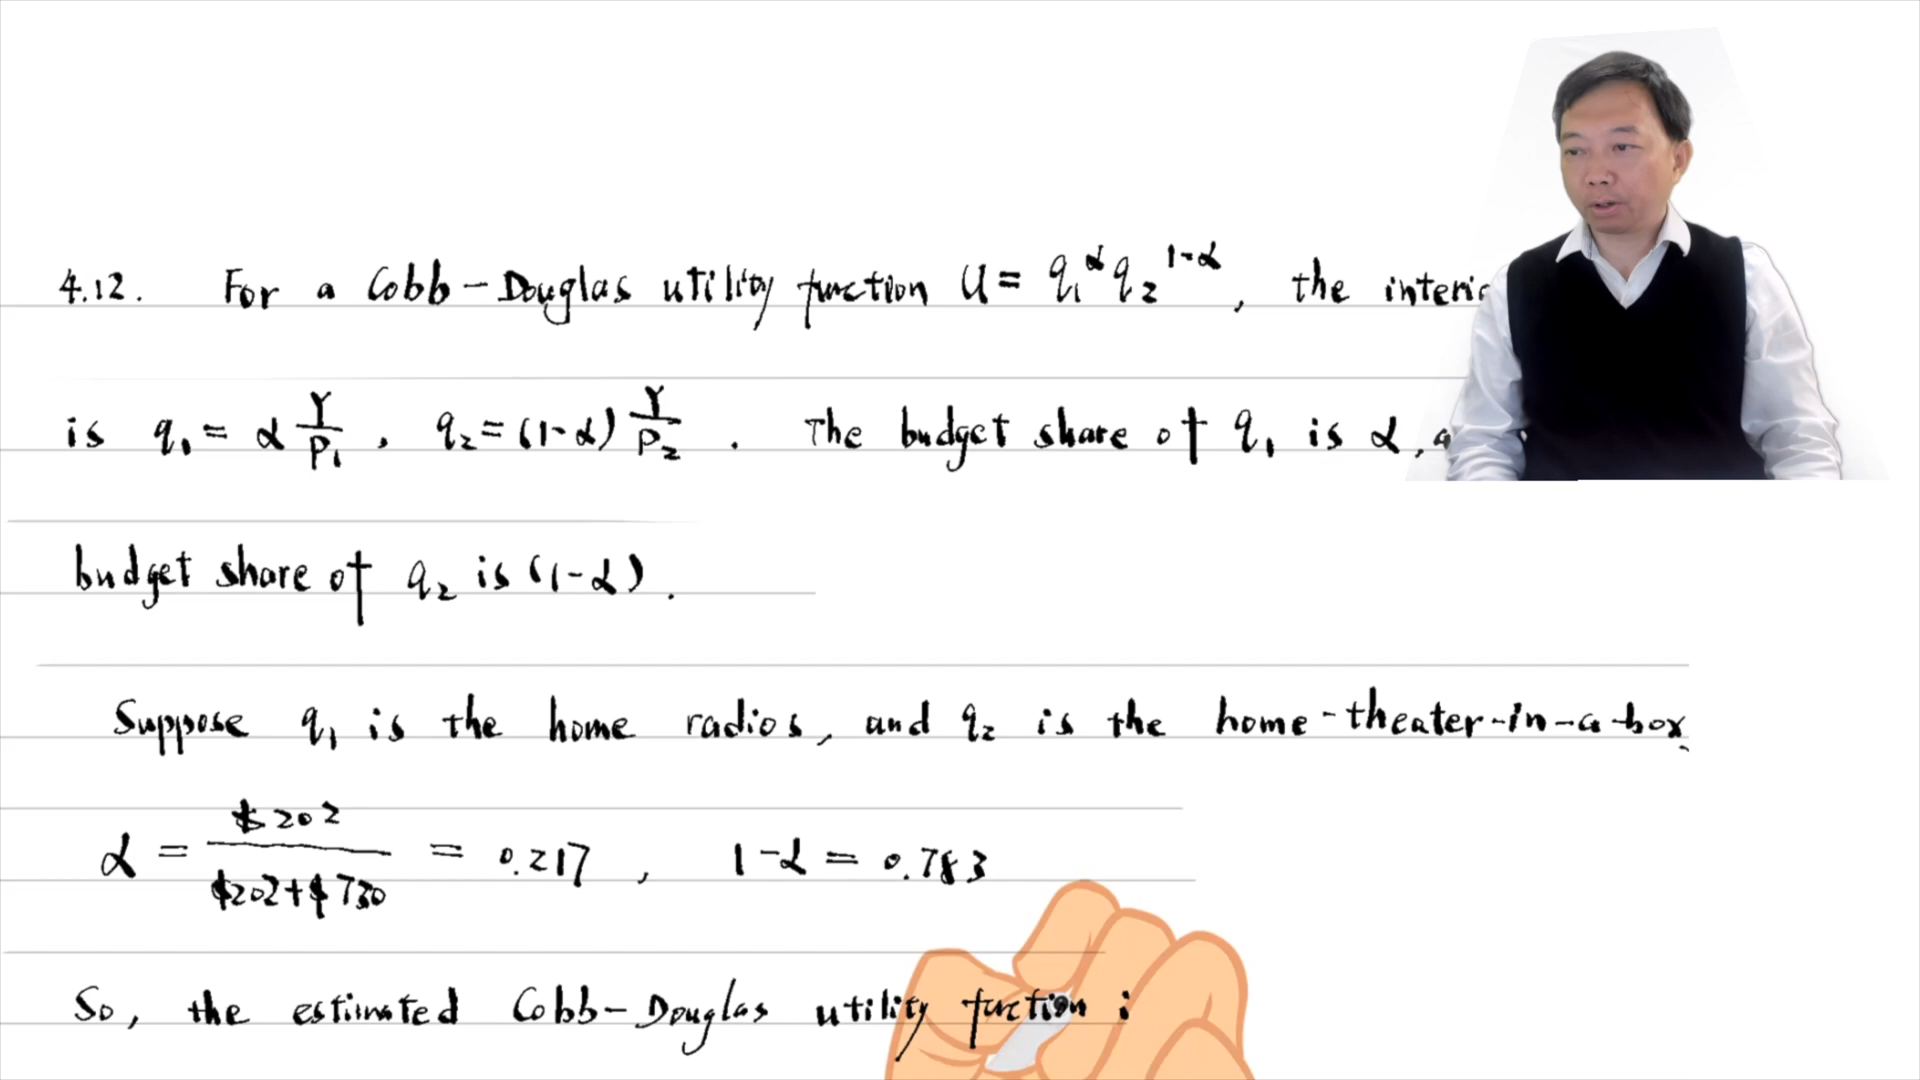 4.12. For a Cobb-Douglas utility function U = q₁^α q₂^(1-α), the
is q₁ = α Y/P₁, q₂ = (1-α) Y/P₂. The budget share of q₁ is α,
budget share of q₂ is (1-α).
Suppose q₁ is the home radios, and q₂ is the home-theater-in-a-box.
α = $202/($202+$730) = 0.217, 1-α = 0.783
So, the estimated Cobb-Douglas utility function